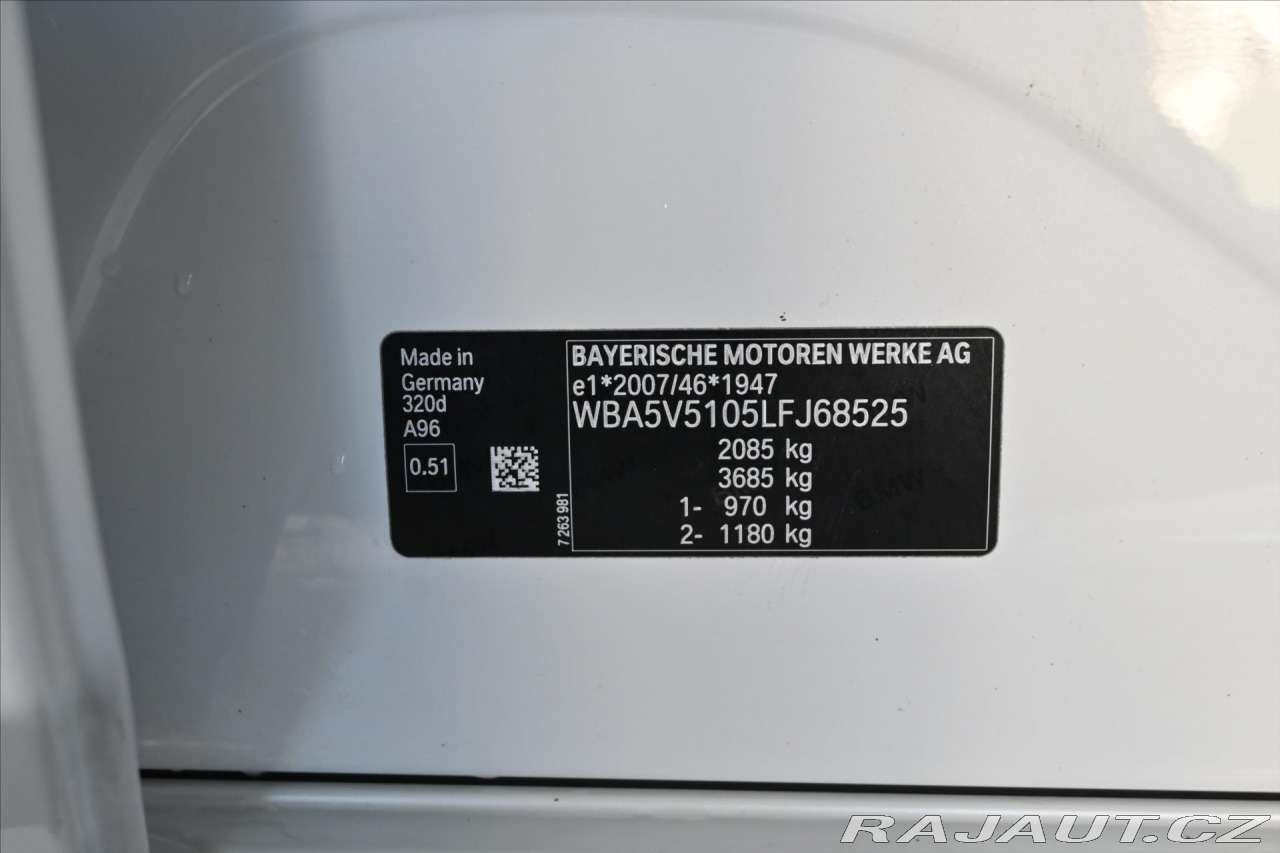 Made in
Germany
320d
A96
0.51
7 263 981
BAYERISCHE MOTOREN WERKE AG
e1*2007/46*1947
WBA5V5105LFJ68525
2085 kg
3685 kg
1- 970 kg
2- 1180 kg
BMW
RAJAUT.CZ